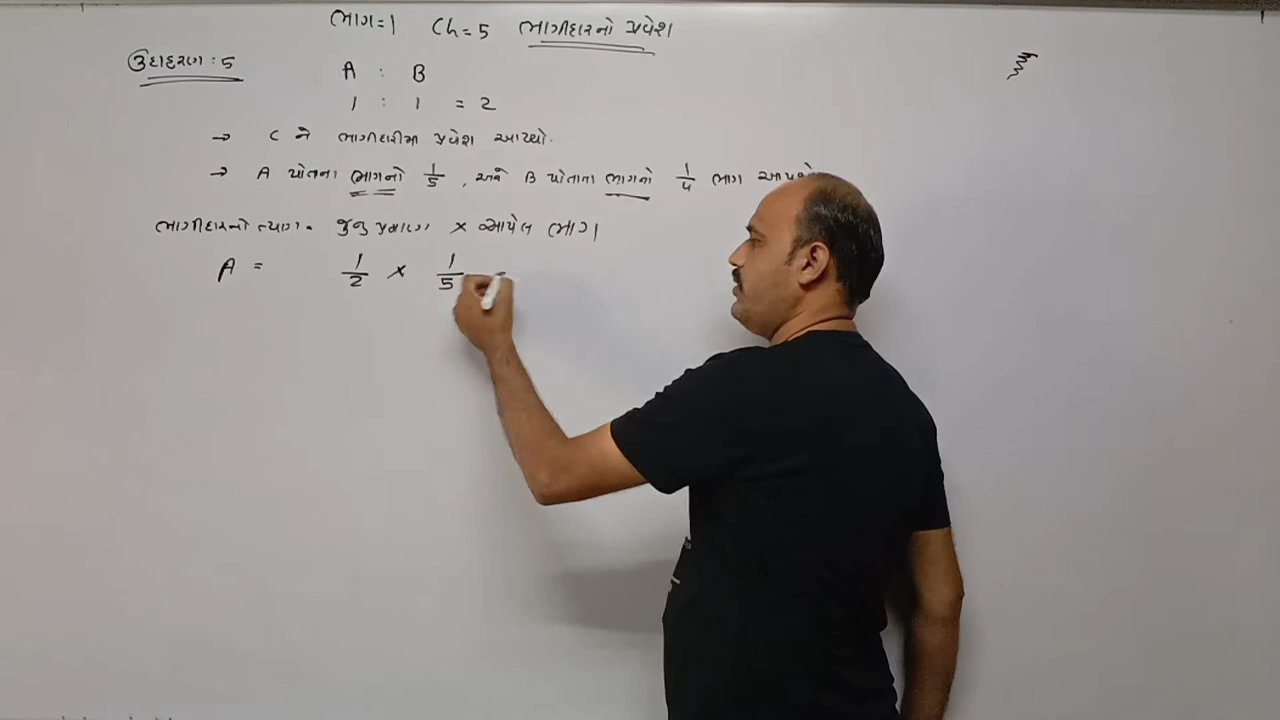 ભાગ=1 Ch=5 ભાગીદારનો પ્રવેશ
ઉદાહરણ:5
A : B
1 : 1 = 2
→ C ને ભાગીદારીમાં પ્રવેશ આપ્યો.
→ A પોતાના ભાગનો 1/5, અને B પોતાના ભાગનો 1/4 ભાગ આપશે
ભાગીદારનો ત્યાગ = જુનુ પ્રમાણ × આપેલ ભાગ
A = 1/2 × 1/5